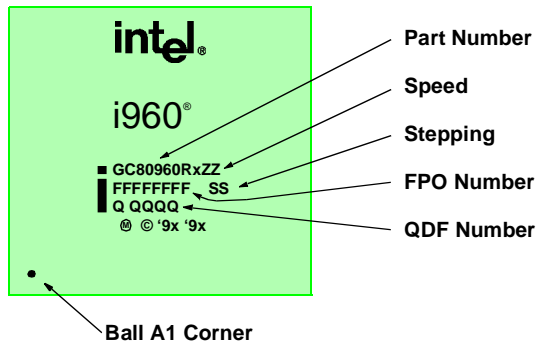 intel®
i960®
GC80960RxZZ
FFFFFFFF SS
Q QQQQ
Ⓜ © '9x '9x
Part Number
Speed
Stepping
FPO Number
QDF Number
Ball A1 Corner